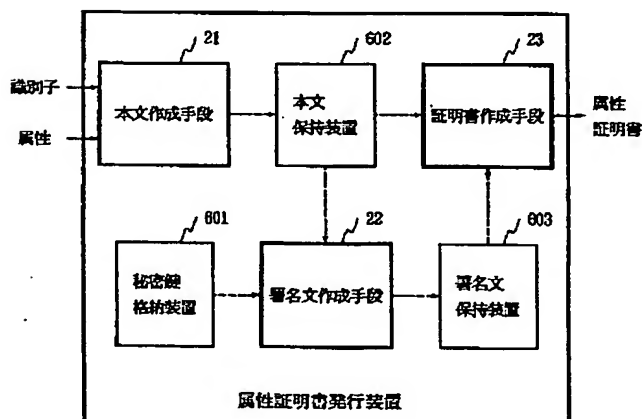 21
602
23
識別子
属性
本文作成手段
本文
保持装置
証明書作成手段
属性
証明書
601
22
603
秘密鍵
格納装置
署名文作成手段
署名文
保持装置
属性証明書発行装置